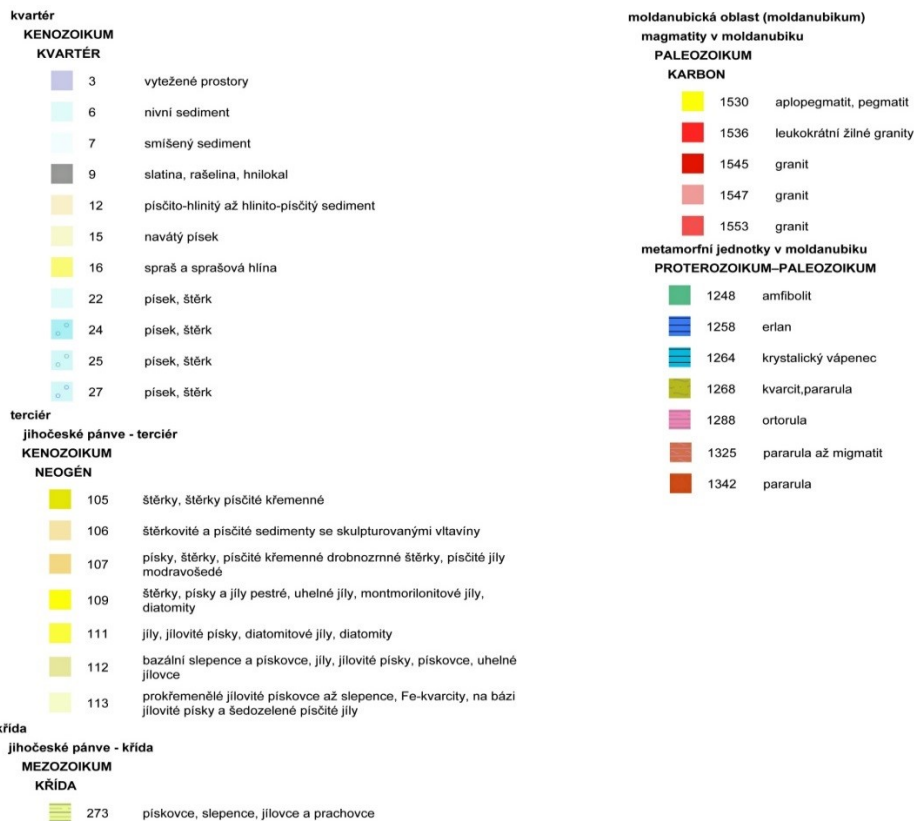 kvartér
KENOZOIKUM
KVARTÉR
3 vytežené prostory
6 nivní sediment
7 smíšený sediment
9 slatina, rašelina, hnilokal
12 písčito-hlinitý až hlinito-písčitý sediment
15 navátý písek
16 spraš a sprašová hlína
22 písek, štěrk
24 písek, štěrk
25 písek, štěrk
27 písek, štěrk
terciér
jihočeské pánve - terciér
KENOZOIKUM
NEOGÉN
105 štěrky, štěrky písčité křemenné
106 štěrkovité a písčité sedimenty se skulpturovanými vltavíny
107 písky, štěrky, písčité křemenné drobnozrnné štěrky, písčité jíly
modravošedé
109 štěrky, písky a jíly pestré, uhelné jíly, montmorilonitové jíly,
diatomity
111 jíly, jílovité písky, diatomitové jíly, diatomity
112 bazální slepence a pískovce, jíly, jílovité písky, pískovce, uhelné
jílovce
113 prokřemenělé jílovité pískovce až slepence, Fe-kvarcity, na bázi
jílovité písky a šedozelené písčité jíly
křída
jihočeské pánve - křída
MEZOZOIKUM
KŘÍDA
273 pískovce, slepence, jílovce a prachovce
moldanubická oblast (moldanubikum)
magmatity v moldanubiku
PALEOZOIKUM
KARBON
1530 aplopegmatit, pegmatit
1536 leukokrátní žilné granity
1545 granit
1547 granit
1553 granit
metamorfní jednotky v moldanubiku
PROTEROZOIKUM–PALEOZOIKUM
1248 amfibolit
1258 erlan
1264 krystalický vápenec
1268 kvarcit,pararula
1288 ortorula
1325 pararula až migmatit
1342 pararula